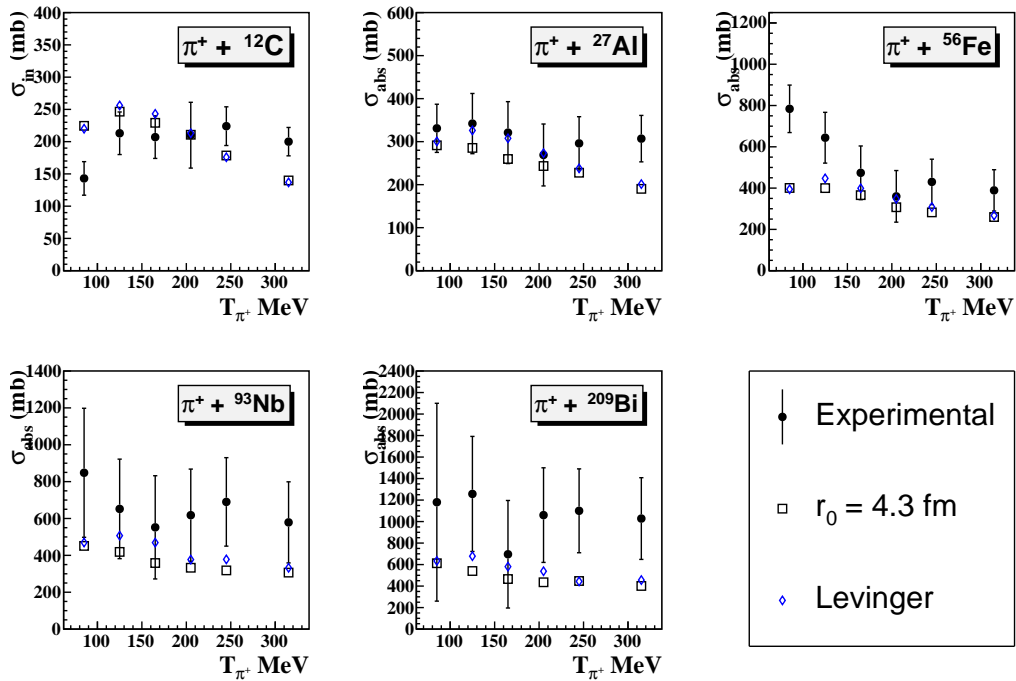 σ_in (mb)
400
350
300
250
200
150
100
50
0
π⁺ + ¹²C
100 150 200 250 300
T_π⁺ MeV
σ_abs (mb)
600
500
400
300
200
100
0
π⁺ + ²⁷Al
100 150 200 250 300
T_π⁺ MeV
σ_abs (mb)
1200
1000
800
600
400
200
0
π⁺ + ⁵⁶Fe
100 150 200 250 300
T_π⁺ MeV
σ_abs (mb)
1400
1200
1000
800
600
400
200
0
π⁺ + ⁹³Nb
100 150 200 250 300
T_π⁺ MeV
σ_abs (mb)
2400
2200
2000
1800
1600
1400
1200
1000
800
600
400
200
0
π⁺ + ²⁰⁹Bi
100 150 200 250 300
T_π⁺ MeV
Experimental
r₀ = 4.3 fm
Levinger